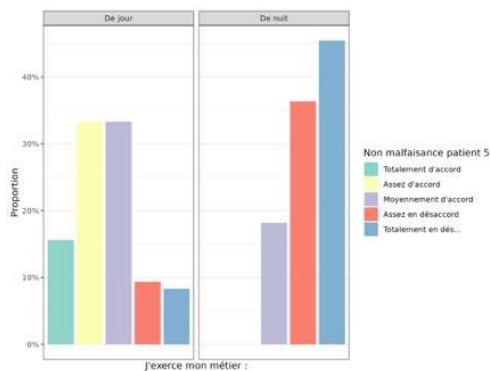 De jour
De nuit
40%
30%
20%
10%
0%
Proportion
J'exerce mon métier :
Non malfaisance patient 5
Totalement d'accord
Assez d'accord
Moyennement d'accord
Assez en désaccord
Totalement en dés...